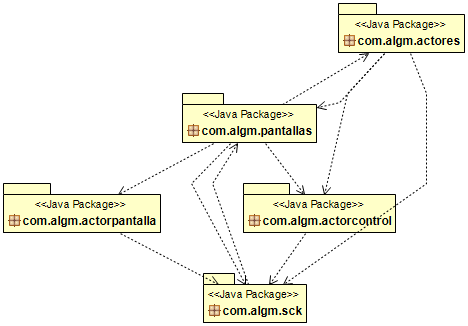 <<Java Package>>
com.algm.actores
<<Java Package>>
com.algm.pantallas
<<Java Package>>
com.algm.actorpantalla
<<Java Package>>
com.algm.actorcontrol
<<Java Package>>
com.algm.sck